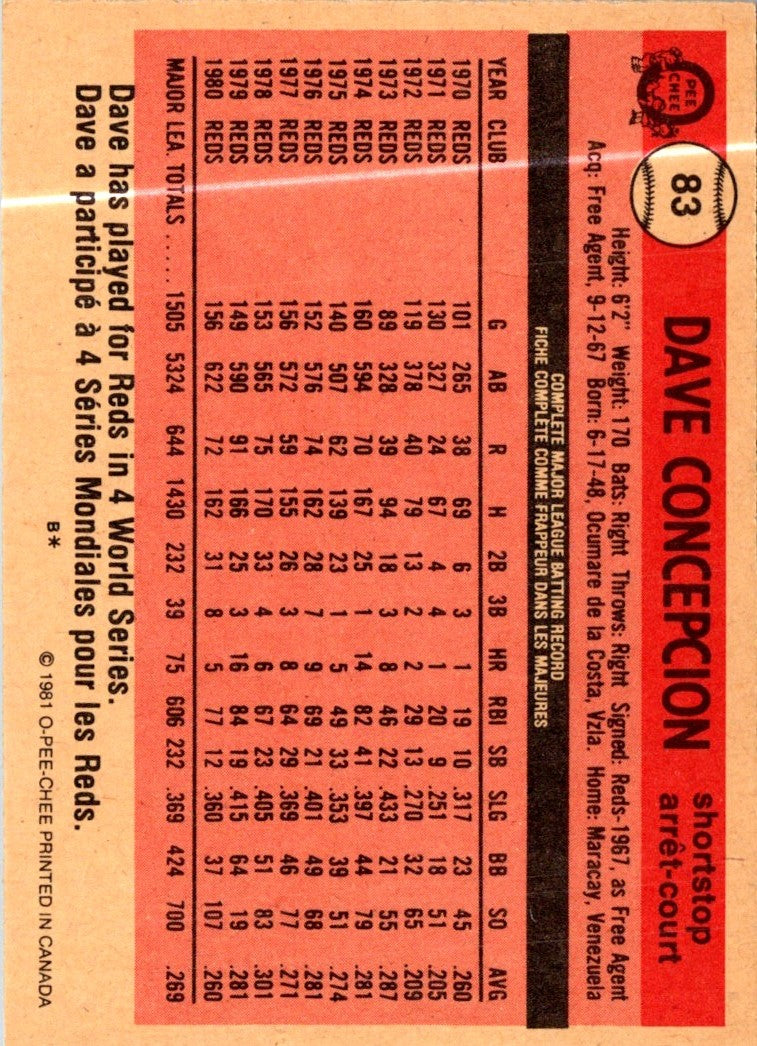 O PEE CHEE
83
DAVE CONCEPCION
shortstop
arrêt-court
Height: 6'2" Weight: 170 Bats: Right Throws: Right Signed: Reds-1967, as Free Agent
Acq: Free Agent, 9-12-67 Born: 6-17-48, Ocumare de la Costa, Vzla. Home: Maracay, Venezuela
COMPLETE MAJOR LEAGUE BATTING RECORD
FICHE COMPLETE COMME FRAPPEUR DANS LES MAJEURES
YEAR CLUB G AB R H 2B 3B HR RBI SB SLG BB SO AVG
1970 REDS 101 265 38 69 6 3 1 19 10 .317 23 45 .260
1971 REDS 130 327 24 67 4 4 1 20 9 .251 18 51 .205
1972 REDS 119 378 40 79 13 2 2 29 13 .270 32 65 .209
1973 REDS 89 328 39 94 18 3 8 46 22 .433 21 55 .287
1974 REDS 160 594 70 167 25 1 14 82 41 .397 44 79 .281
1975 REDS 140 507 62 139 23 1 5 49 33 .353 39 51 .274
1976 REDS 152 576 74 162 28 7 9 69 21 .401 49 68 .281
1977 REDS 156 572 59 155 26 3 8 64 29 .369 46 77 .271
1978 REDS 153 565 75 170 33 4 6 67 23 .405 51 83 .301
1979 REDS 149 590 91 166 25 3 16 84 19 .415 64 19 .281
1980 REDS 156 622 72 162 31 8 5 77 12 .360 37 107 .260
MAJOR LEA. TOTALS ..... 1505 5324 644 1430 232 39 75 606 232 .369 424 700 .269
Dave has played for Reds in 4 World Series.
Dave a participé à 4 Séries Mondiales pour les Reds.
B*
© 1981 O-PEE-CHEE PRINTED IN CANADA